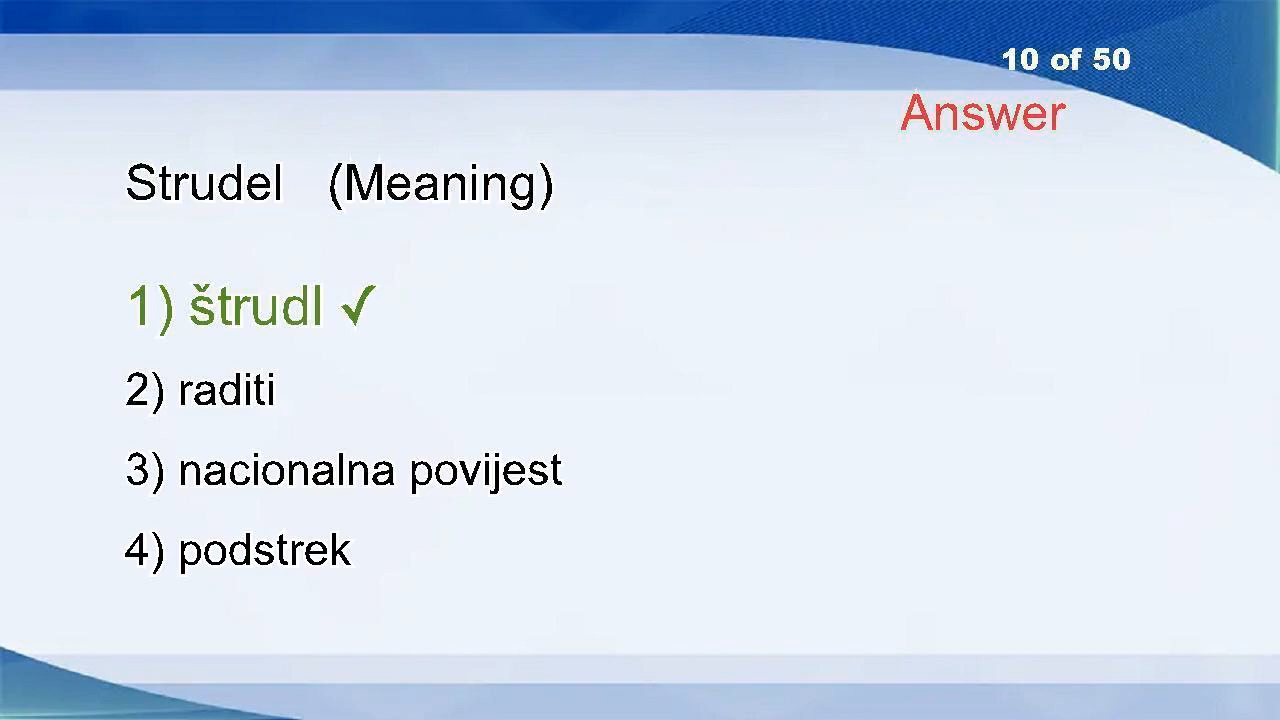 10 of 50
Answer
Strudel (Meaning)
1) štrudl ✓
2) raditi
3) nacionalna povijest
4) podstrek